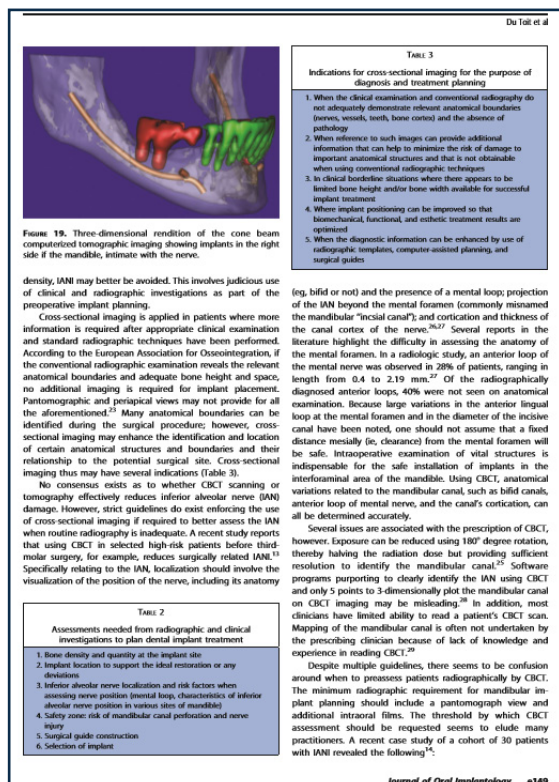 Du Toit et al
FIGURE 19. Three-dimensional rendition of the cone beam
computerized tomographic imaging showing implants in the right
side if the mandible, intimate with the nerve.
density, IANI may better be avoided. This involves judicious use
of clinical and radiographic investigations as part of the
preoperative implant planning.
Cross-sectional imaging is applied in patients where more
information is required after appropriate clinical examination
and standard radiographic techniques have been performed.
According to the European Association for Osseointegration, if
the conventional radiographic examination reveals the relevant
anatomical boundaries and adequate bone height and space,
no additional imaging is required for implant placement.
Pantomographic and periapical views may not provide for all
the aforementioned.23 Many anatomical boundaries can be
identified during the surgical procedure; however, cross-
sectional imaging may enhance the identification and location
of certain anatomical structures and boundaries and their
relationship to the potential surgical site. Cross-sectional
imaging thus may have several indications (Table 3).
No consensus exists as to whether CBCT scanning or
tomography effectively reduces inferior alveolar nerve (IAN)
damage. However, strict guidelines do exist enforcing the use
of cross-sectional imaging if required to better assess the IAN
when routine radiography is inadequate. A recent study reports
that using CBCT in selected high-risk patients before third-
molar surgery, for example, reduces surgically related IANI.13
Specifically relating to the IAN, localization should involve the
visualization of the position of the nerve, including its anatomy
TABLE 2
Assessments needed from radiographic and clinical
investigations to plan dental implant treatment
1. Bone density and quantity at the implant site
2. Implant location to support the ideal restoration or any
deviations
3. Inferior alveolar nerve localization and risk factors when
assessing nerve position (mental loop, characteristics of inferior
alveolar nerve position in various sites of mandible)
4. Safety zone: risk of mandibular canal perforation and nerve
injury
5. Surgical guide construction
6. Selection of implant
TABLE 3
Indications for cross-sectional imaging for the purpose of
diagnosis and treatment planning
1. When the clinical examination and conventional radiography do
not adequately demonstrate relevant anatomical boundaries
(nerves, vessels, teeth, bone cortex) and the absence of
pathology
2. When reference to such images can provide additional
information that can help to minimize the risk of damage to
important anatomical structures and that is not obtainable
when using conventional radiographic techniques
3. In clinical borderline situations where there appears to be
limited bone height and/or bone width available for successful
implant treatment
4. Where implant positioning can be improved so that
biomechanical, functional, and esthetic treatment results are
optimized
5. When the diagnostic information can be enhanced by use of
radiographic templates, computer-assisted planning, and
surgical guides
(eg, bifid or not) and the presence of a mental loop; projection
of the IAN beyond the mental foramen (commonly misnamed
the mandibular "incsial canal"); and cortication and thickness of
the canal cortex of the nerve.26,27 Several reports in the
literature highlight the difficulty in assessing the anatomy of
the mental foramen. In a radiologic study, an anterior loop of
the mental nerve was observed in 28% of patients, ranging in
length from 0.4 to 2.19 mm.27 Of the radiographically
diagnosed anterior loops, 40% were not seen on anatomical
examination. Because large variations in the anterior lingual
loop at the mental foramen and in the diameter of the incisive
canal have been noted, one should not assume that a fixed
distance mesially (ie, clearance) from the mental foramen will
be safe. Intraoperative examination of vital structures is
indispensable for the safe installation of implants in the
interforaminal area of the mandible. Using CBCT, anatomical
variations related to the mandibular canal, such as bifid canals,
anterior loop of mental nerve, and the canal's cortication, can
all be determined accurately.
Several issues are associated with the prescription of CBCT,
however. Exposure can be reduced using 180° degree rotation,
thereby halving the radiation dose but providing sufficient
resolution to identify the mandibular canal.25 Software
programs purporting to clearly identify the IAN using CBCT
and only 5 points to 3-dimensionally plot the mandibular canal
on CBCT imaging may be misleading.28 In addition, most
clinicians have limited ability to read a patient's CBCT scan.
Mapping of the mandibular canal is often not undertaken by
the prescribing clinician because of lack of knowledge and
experience in reading CBCT.29
Despite multiple guidelines, there seems to be confusion
around when to preassess patients radiographically by CBCT.
The minimum radiographic requirement for mandibular im-
plant planning should include a pantomograph view and
additional intraoral films. The threshold by which CBCT
assessment should be requested seems to elude many
practitioners. A recent case study of a cohort of 30 patients
with IANI revealed the following14:
Journal of Oral Implantology e149